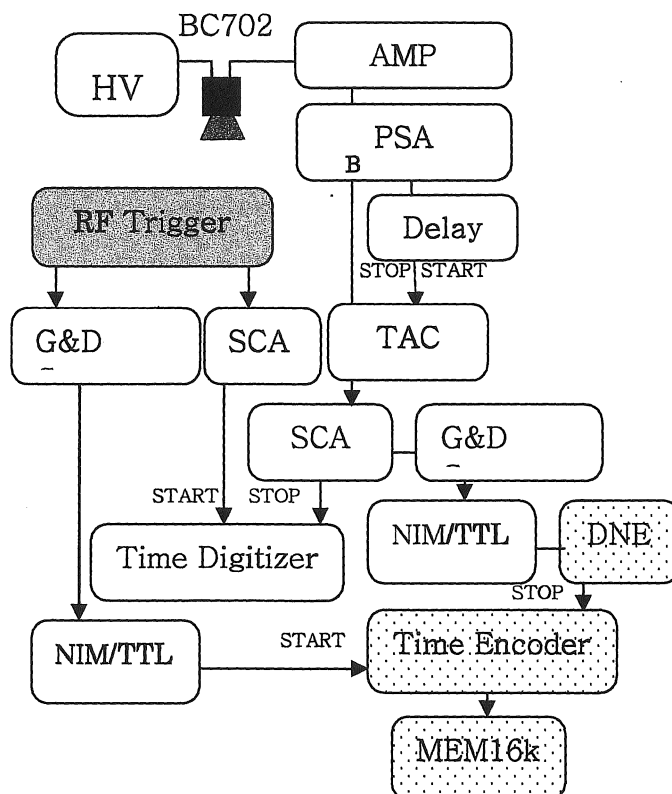 BC702
HV
AMP
PSA
B
RF Trigger
Delay
STOP START
G&D
SCA
TAC
SCA
G&D
START STOP
Time Digitizer
NIM/TTL
DNE
STOP
NIM/TTL
START
Time Encoder
MEM16k